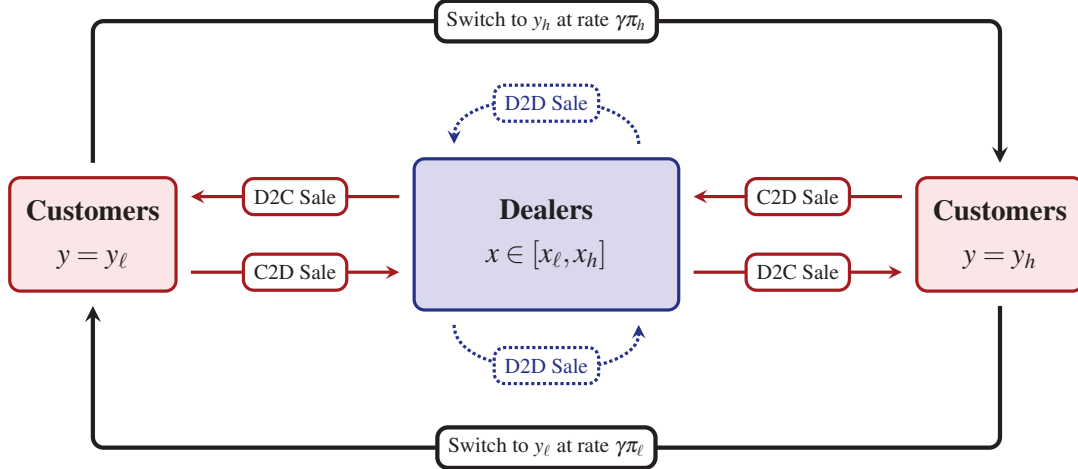 Switch to y_h at rate γπ_h
D2D Sale
Customers
y = y_ℓ
D2C Sale
C2D Sale
Dealers
x ∈ [x_ℓ, x_h]
C2D Sale
D2C Sale
Customers
y = y_h
D2D Sale
Switch to y_ℓ at rate γπ_ℓ